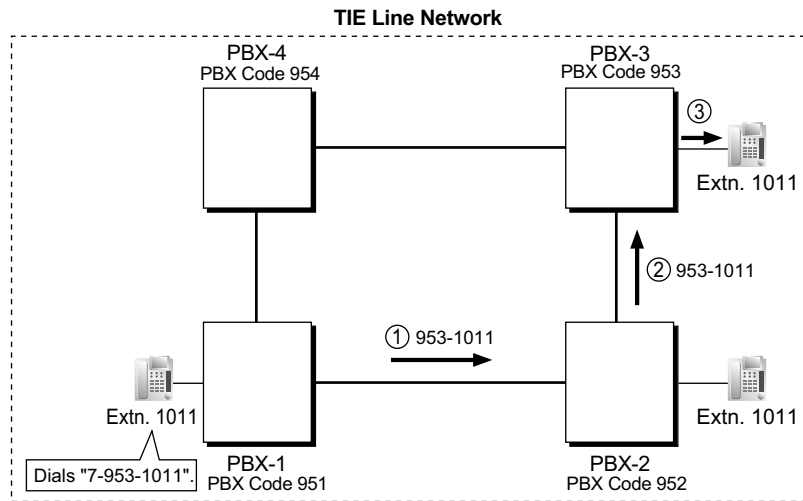 TIE Line Network
PBX-4
PBX Code 954
PBX-3
PBX Code 953
③
Extn. 1011
② 953-1011
① 953-1011
Extn. 1011
Extn. 1011
Dials "7-953-1011".
PBX-1
PBX Code 951
PBX-2
PBX Code 952